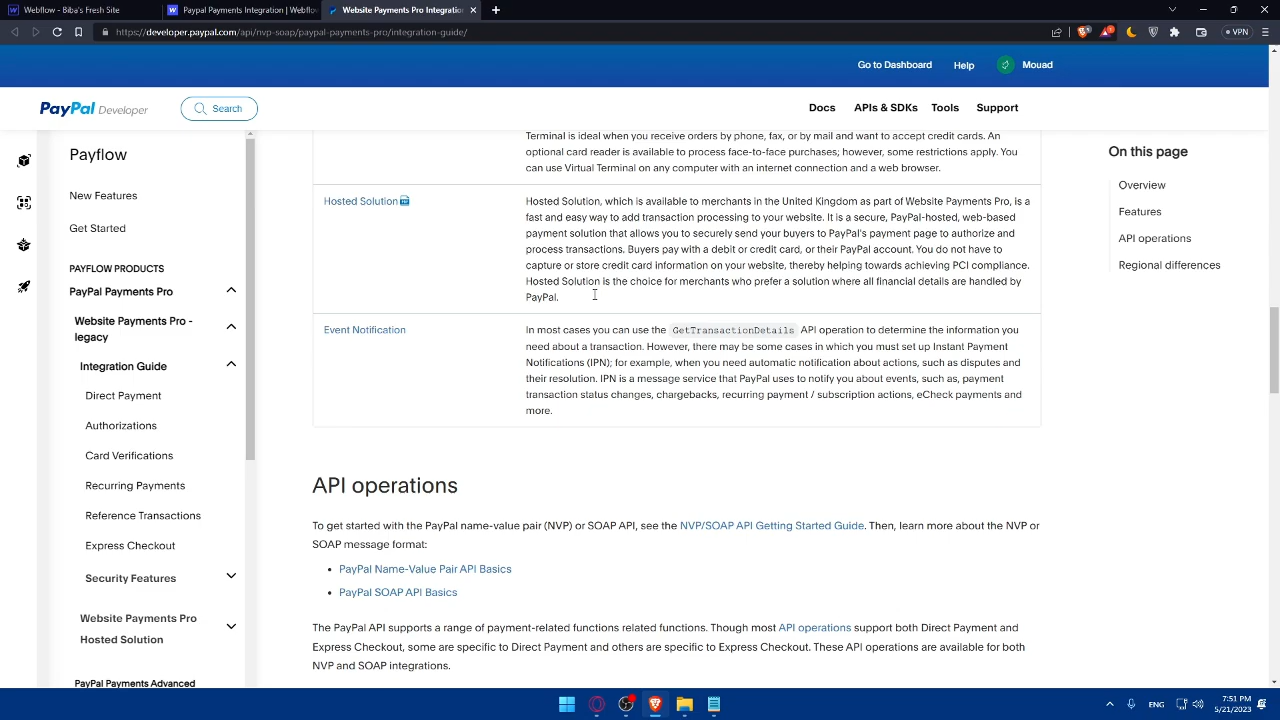 Webflow - Biba's Fresh Site
Paypal Payments Integration | Webflow
Website Payments Pro Integratio
https://developer.paypal.com/api/nvp-soap/paypal-payments-pro/integration-guide/
VPN
Go to Dashboard
Help
Mouad
PayPal Developer
Search
Docs
APIs & SDKs
Tools
Support
Payflow
New Features
Get Started
PAYFLOW PRODUCTS
PayPal Payments Pro
Website Payments Pro -
legacy
Integration Guide
Direct Payment
Authorizations
Card Verifications
Recurring Payments
Reference Transactions
Express Checkout
Security Features
Website Payments Pro
Hosted Solution
PayPal Payments Advanced
Terminal is ideal when you receive orders by phone, fax, or by mail and want to accept credit cards. An
optional card reader is available to process face-to-face purchases; however, some restrictions apply. You
can use Virtual Terminal on any computer with an internet connection and a web browser.
Hosted Solution
Hosted Solution, which is available to merchants in the United Kingdom as part of Website Payments Pro, is a
fast and easy way to add transaction processing to your website. It is a secure, PayPal-hosted, web-based
payment solution that allows you to securely send your buyers to PayPal's payment page to authorize and
process transactions. Buyers pay with a debit or credit card, or their PayPal account. You do not have to
capture or store credit card information on your website, thereby helping towards achieving PCI compliance.
Hosted Solution is the choice for merchants who prefer a solution where all financial details are handled by
PayPal.
Event Notification
In most cases you can use the GetTransactionDetails API operation to determine the information you
need about a transaction. However, there may be some cases in which you must set up Instant Payment
Notifications (IPN); for example, when you need automatic notification about actions, such as disputes and
their resolution. IPN is a message service that PayPal uses to notify you about events, such as, payment
transaction status changes, chargebacks, recurring payment / subscription actions, eCheck payments and
more.
API operations
To get started with the PayPal name-value pair (NVP) or SOAP API, see the NVP/SOAP API Getting Started Guide. Then, learn more about the NVP or
SOAP message format:
• PayPal Name-Value Pair API Basics
• PayPal SOAP API Basics
The PayPal API supports a range of payment-related functions related functions. Though most API operations support both Direct Payment and
Express Checkout, some are specific to Direct Payment and others are specific to Express Checkout. These API operations are available for both
NVP and SOAP integrations.
On this page
Overview
Features
API operations
Regional differences
ENG
7:51 PM
5/21/2023